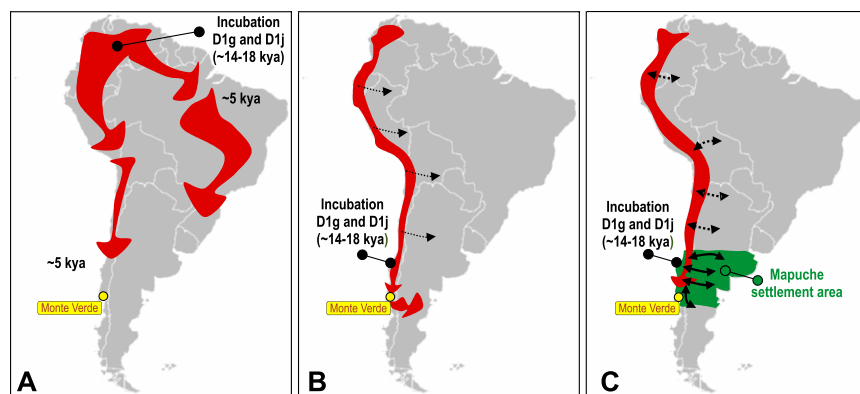 Incubation
D1g and D1j
(~14-18 kya)
~5 kya
~5 kya
Monte Verde
A
Incubation
D1g and D1j
(~14-18 kya)
Monte Verde
B
Incubation
D1g and D1j
(~14-18 kya)
Mapuche
settlement area
Monte Verde
C